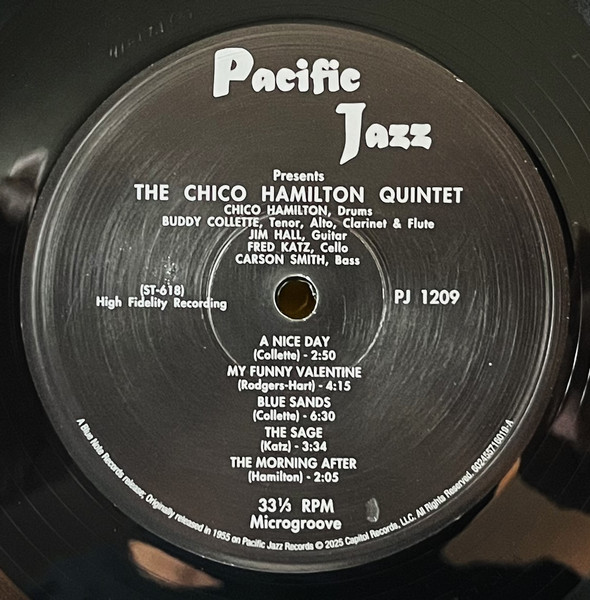 Pacific
Jazz
Presents
THE CHICO HAMILTON QUINTET
CHICO HAMILTON, Drums
BUDDY COLLETTE, Tenor, Alto, Clarinet & Flute
JIM HALL, Guitar
FRED KATZ, Cello
CARSON SMITH, Bass
(ST-618)
High Fidelity Recording
PJ 1209
A NICE DAY
(Collette) - 2:50
MY FUNNY VALENTINE
(Rodgers-Hart) - 4:15
BLUE SANDS
(Collette) - 6:30
THE SAGE
(Katz) - 3:34
THE MORNING AFTER
(Hamilton) - 2:05
33⅓ RPM
Microgroove
A Blue Note Records release; Originally released in 1955 on Pacific Jazz Records © 2025 Capitol Records, LLC. All Rights Reserved.